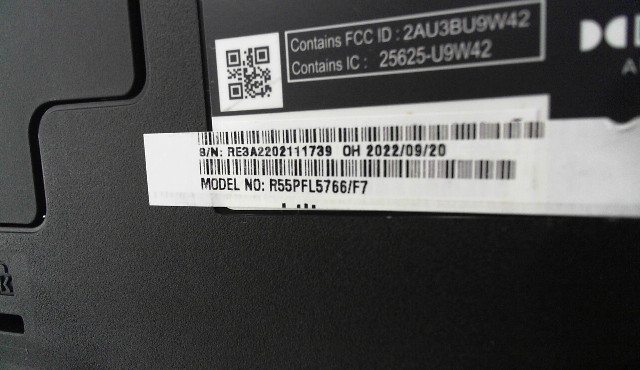 Contains FCC ID : 2AU3BU9W42
Contains IC : 25625-U9W42
S/N: RE3A2202111739 OH 2022/09/20
MODEL NO: R55PFL5766/F7